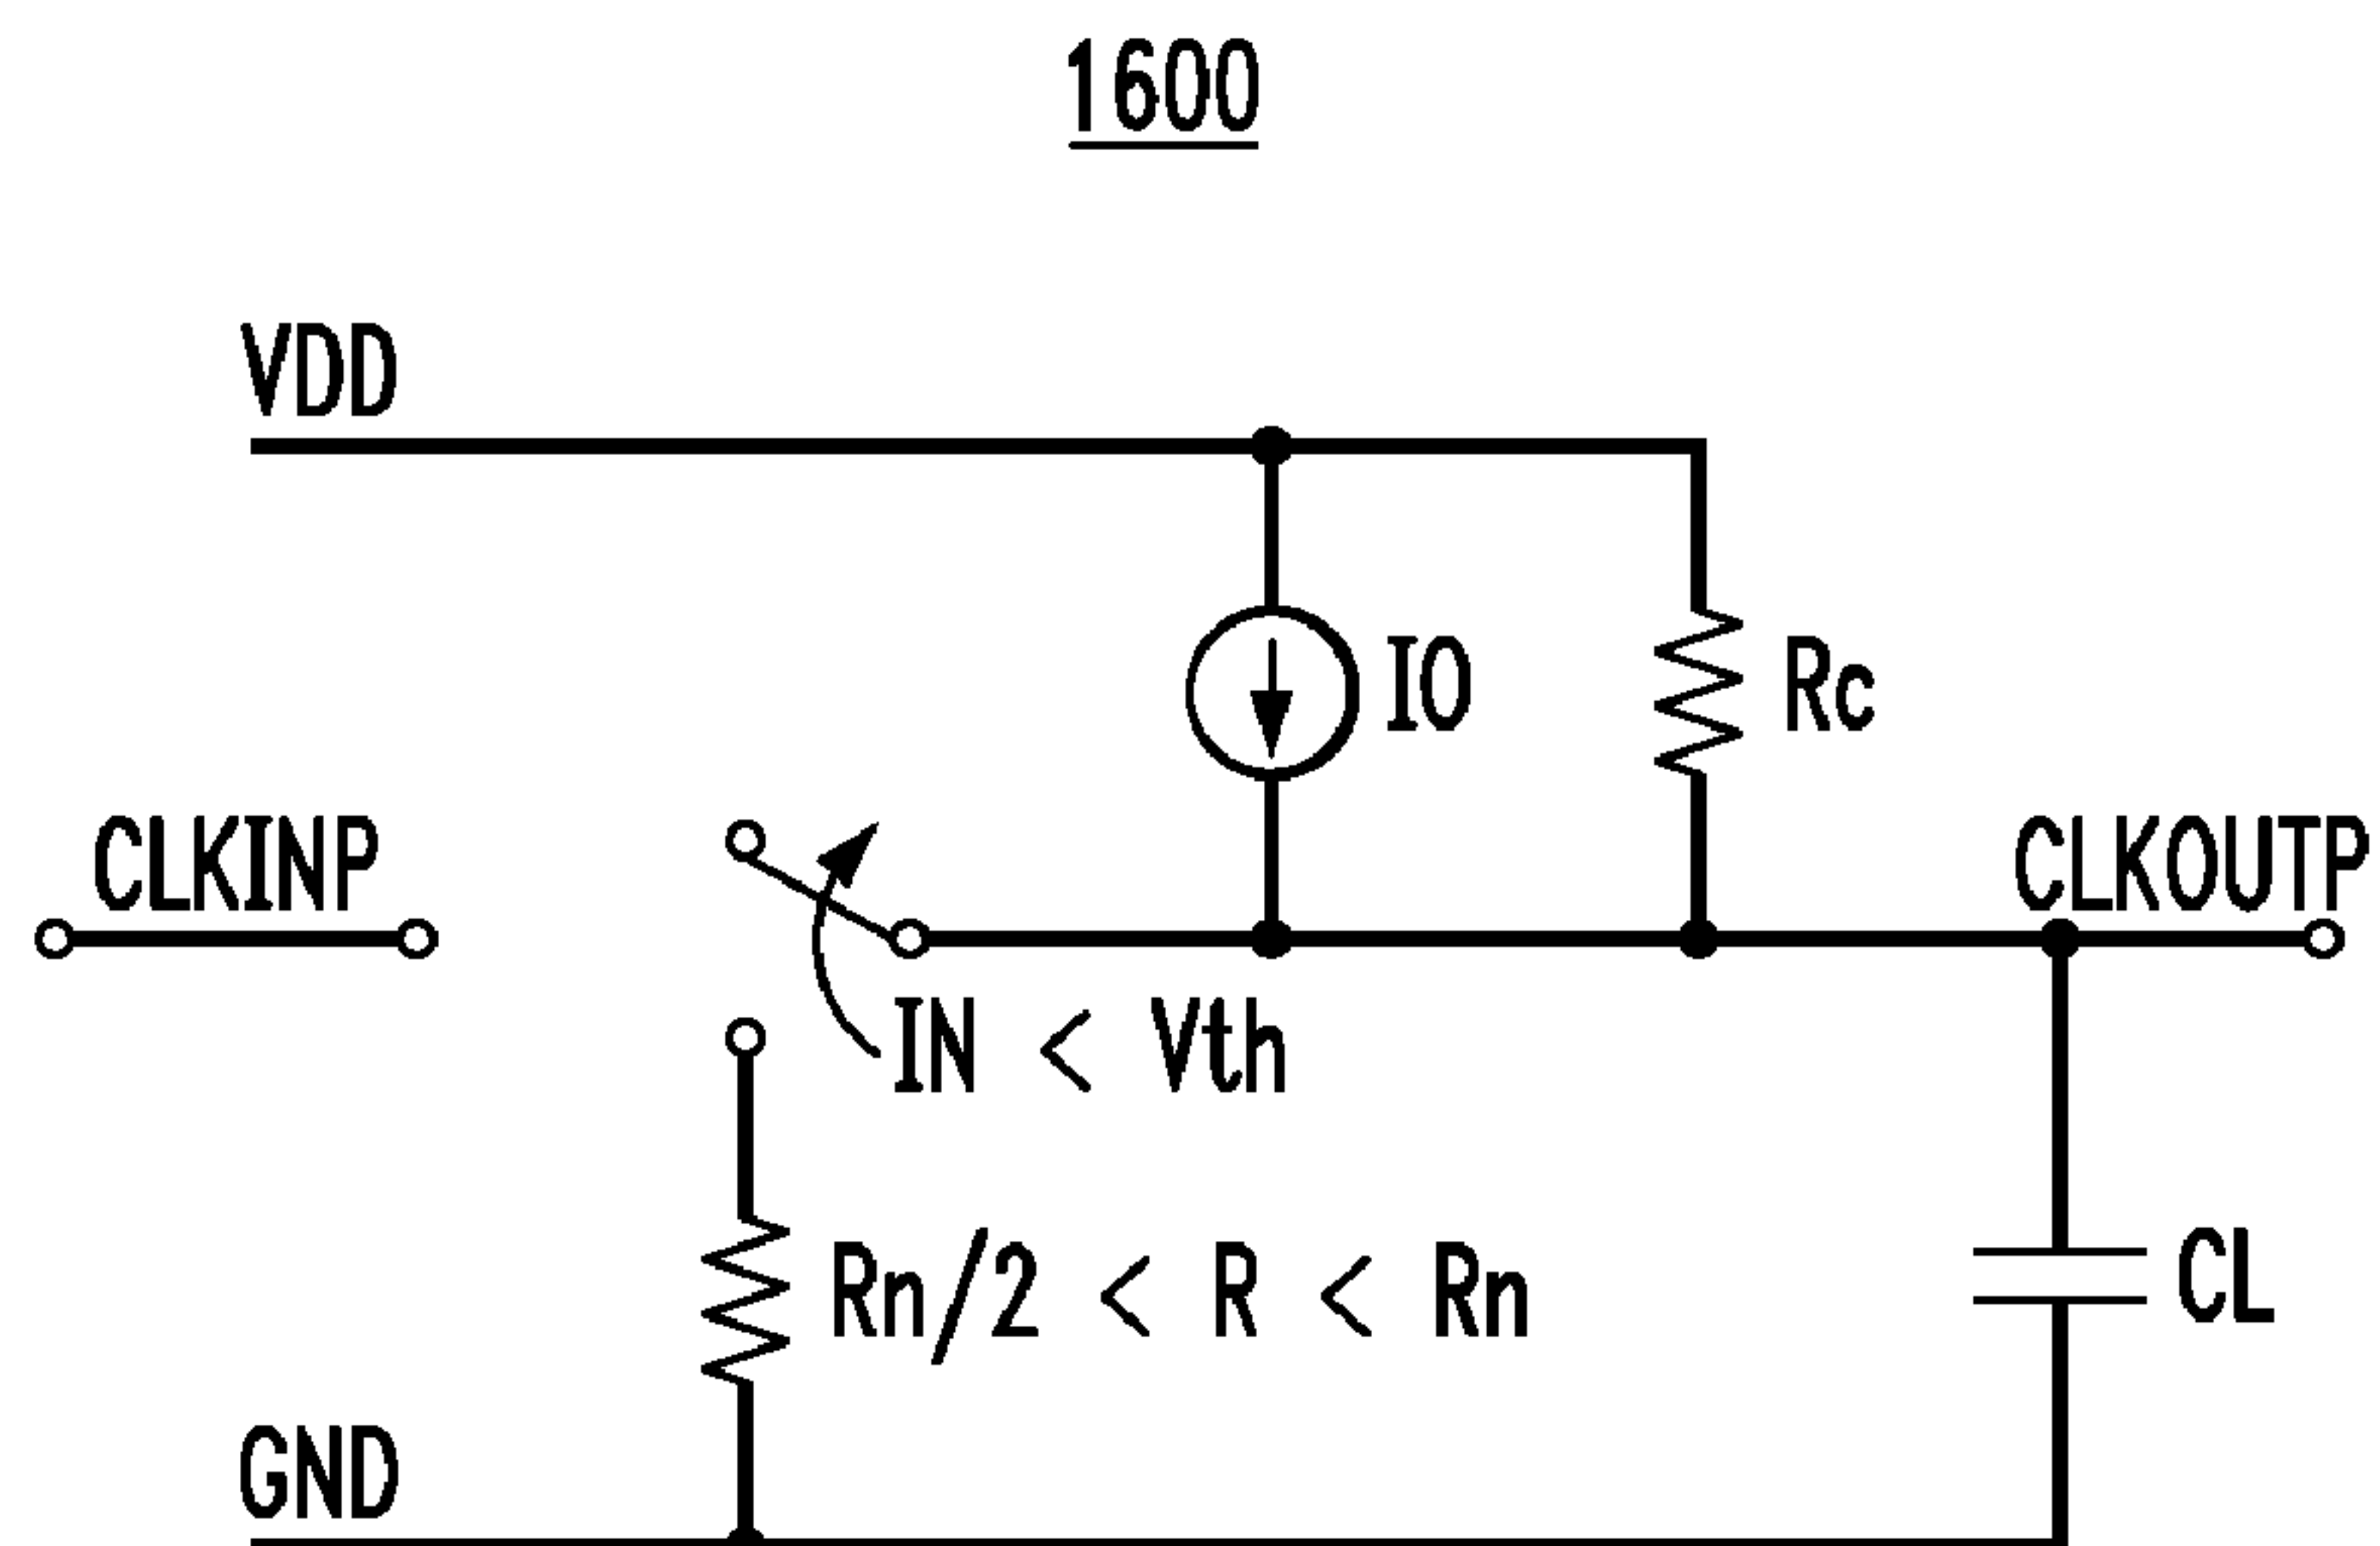 1600
VDD
IO
Rc
CLKINP
CLKOUTP
IN < Vth
Rn/2 < R < Rn
CL
GND